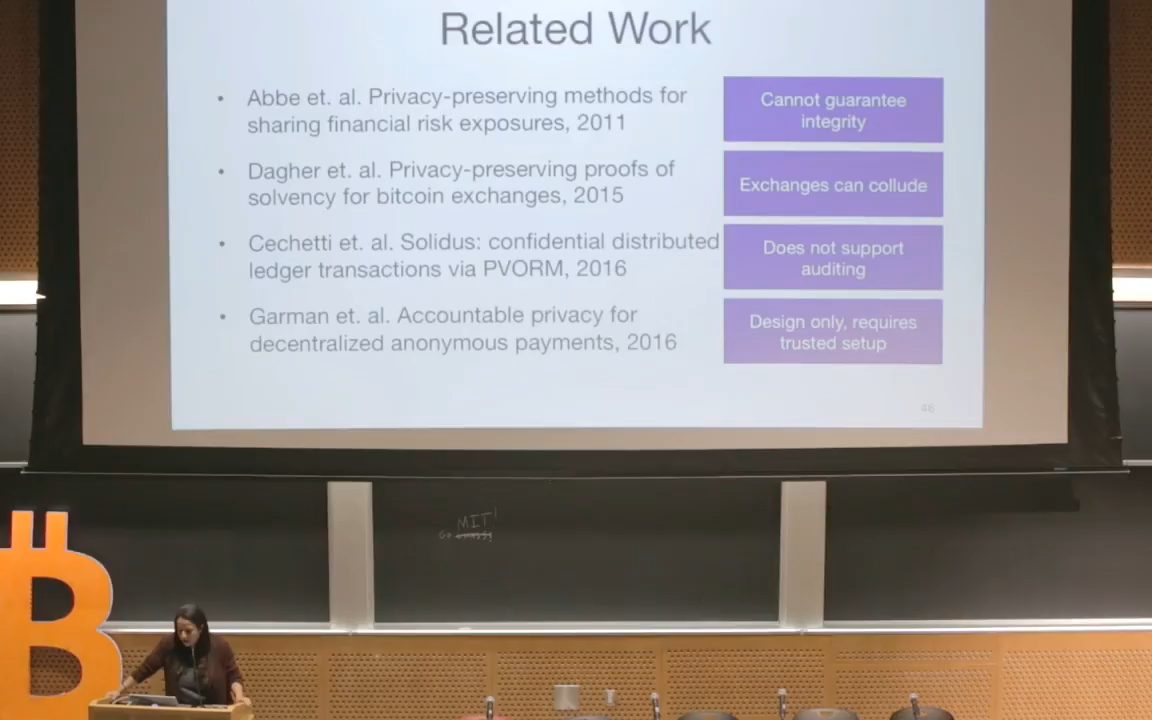 Related Work
• Abbe et. al. Privacy-preserving methods for
sharing financial risk exposures, 2011
Cannot guarantee
integrity
• Dagher et. al. Privacy-preserving proofs of
solvency for bitcoin exchanges, 2015
Exchanges can collude
• Cechetti et. al. Solidus: confidential distributed
ledger transactions via PVORM, 2016
Does not support
auditing
• Garman et. al. Accountable privacy for
decentralized anonymous payments, 2016
Design only, requires
trusted setup
46
MIT!
Go